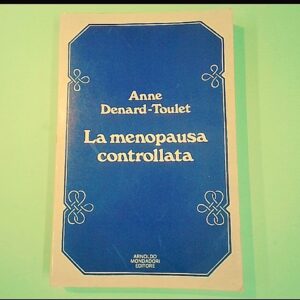 Anne
Denard-Toulet
La menopausa
controllata
ARNOLDO
MONDADORI
EDITORE